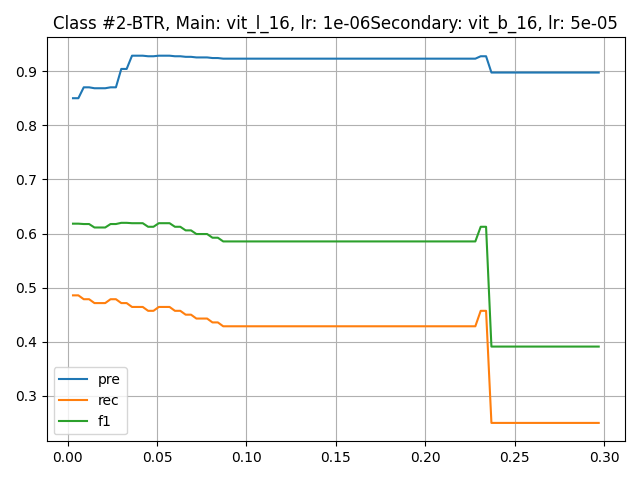 Class #2-BTR, Main: vit_l_16, lr: 1e-06Secondary: vit_b_16, lr: 5e-05
0.9
0.8
0.7
0.6
0.5
0.4
0.3
pre
rec
f1
0.00 0.05 0.10 0.15 0.20 0.25 0.30